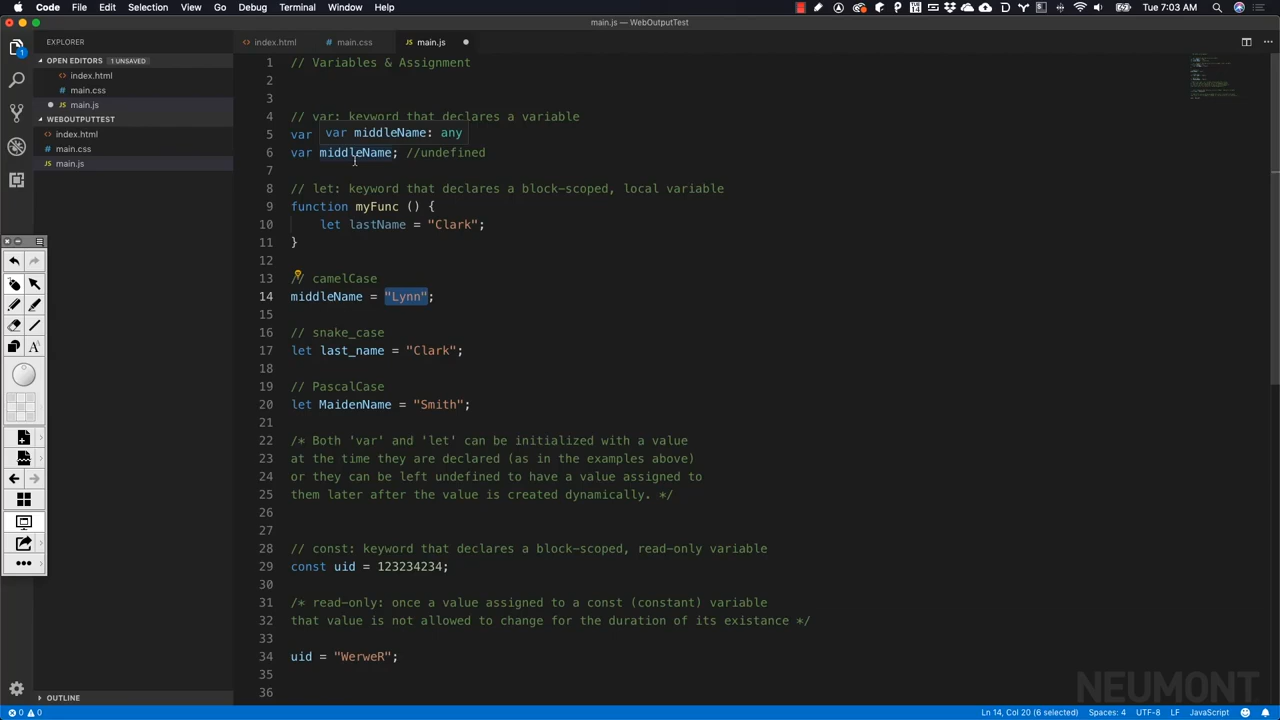 Code File Edit Selection View Go Debug Terminal Window Help
Tue 7:03 AM
main.js — WebOutputTest
EXPLORER
index.html
main.css
main.js
OPEN EDITORS
1 UNSAVED
index.html
main.css
main.js
WEBOUTPUTTEST
index.html
main.css
main.js
1 // Variables & Assignment
2
3
4 // var: keyword that declares a variable
5 var
var middleName: any
6 var middleName; //undefined
7
8 // let: keyword that declares a block-scoped, local variable
9 function myFunc () {
10 let lastName = "Clark";
11 }
12
13 // camelCase
14 middleName = "Lynn";
15
16 // snake_case
17 let last_name = "Clark";
18
19 // PascalCase
20 let MaidenName = "Smith";
21
22 /* Both 'var' and 'let' can be initialized with a value
23 at the time they are declared (as in the examples above)
24 or they can be left undefined to have a value assigned to
25 them later after the value is created dynamically. */
26
27
28 // const: keyword that declares a block-scoped, read-only variable
29 const uid = 123234234;
30
31 /* read-only: once a value assigned to a const (constant) variable
32 that value is not allowed to change for the duration of its existance */
33
34 uid = "WerweR";
35
36
A
OUTLINE
NEUMONT
0 0
Ln 14, Col 20 (6 selected) Spaces: 4 UTF-8 LF JavaScript